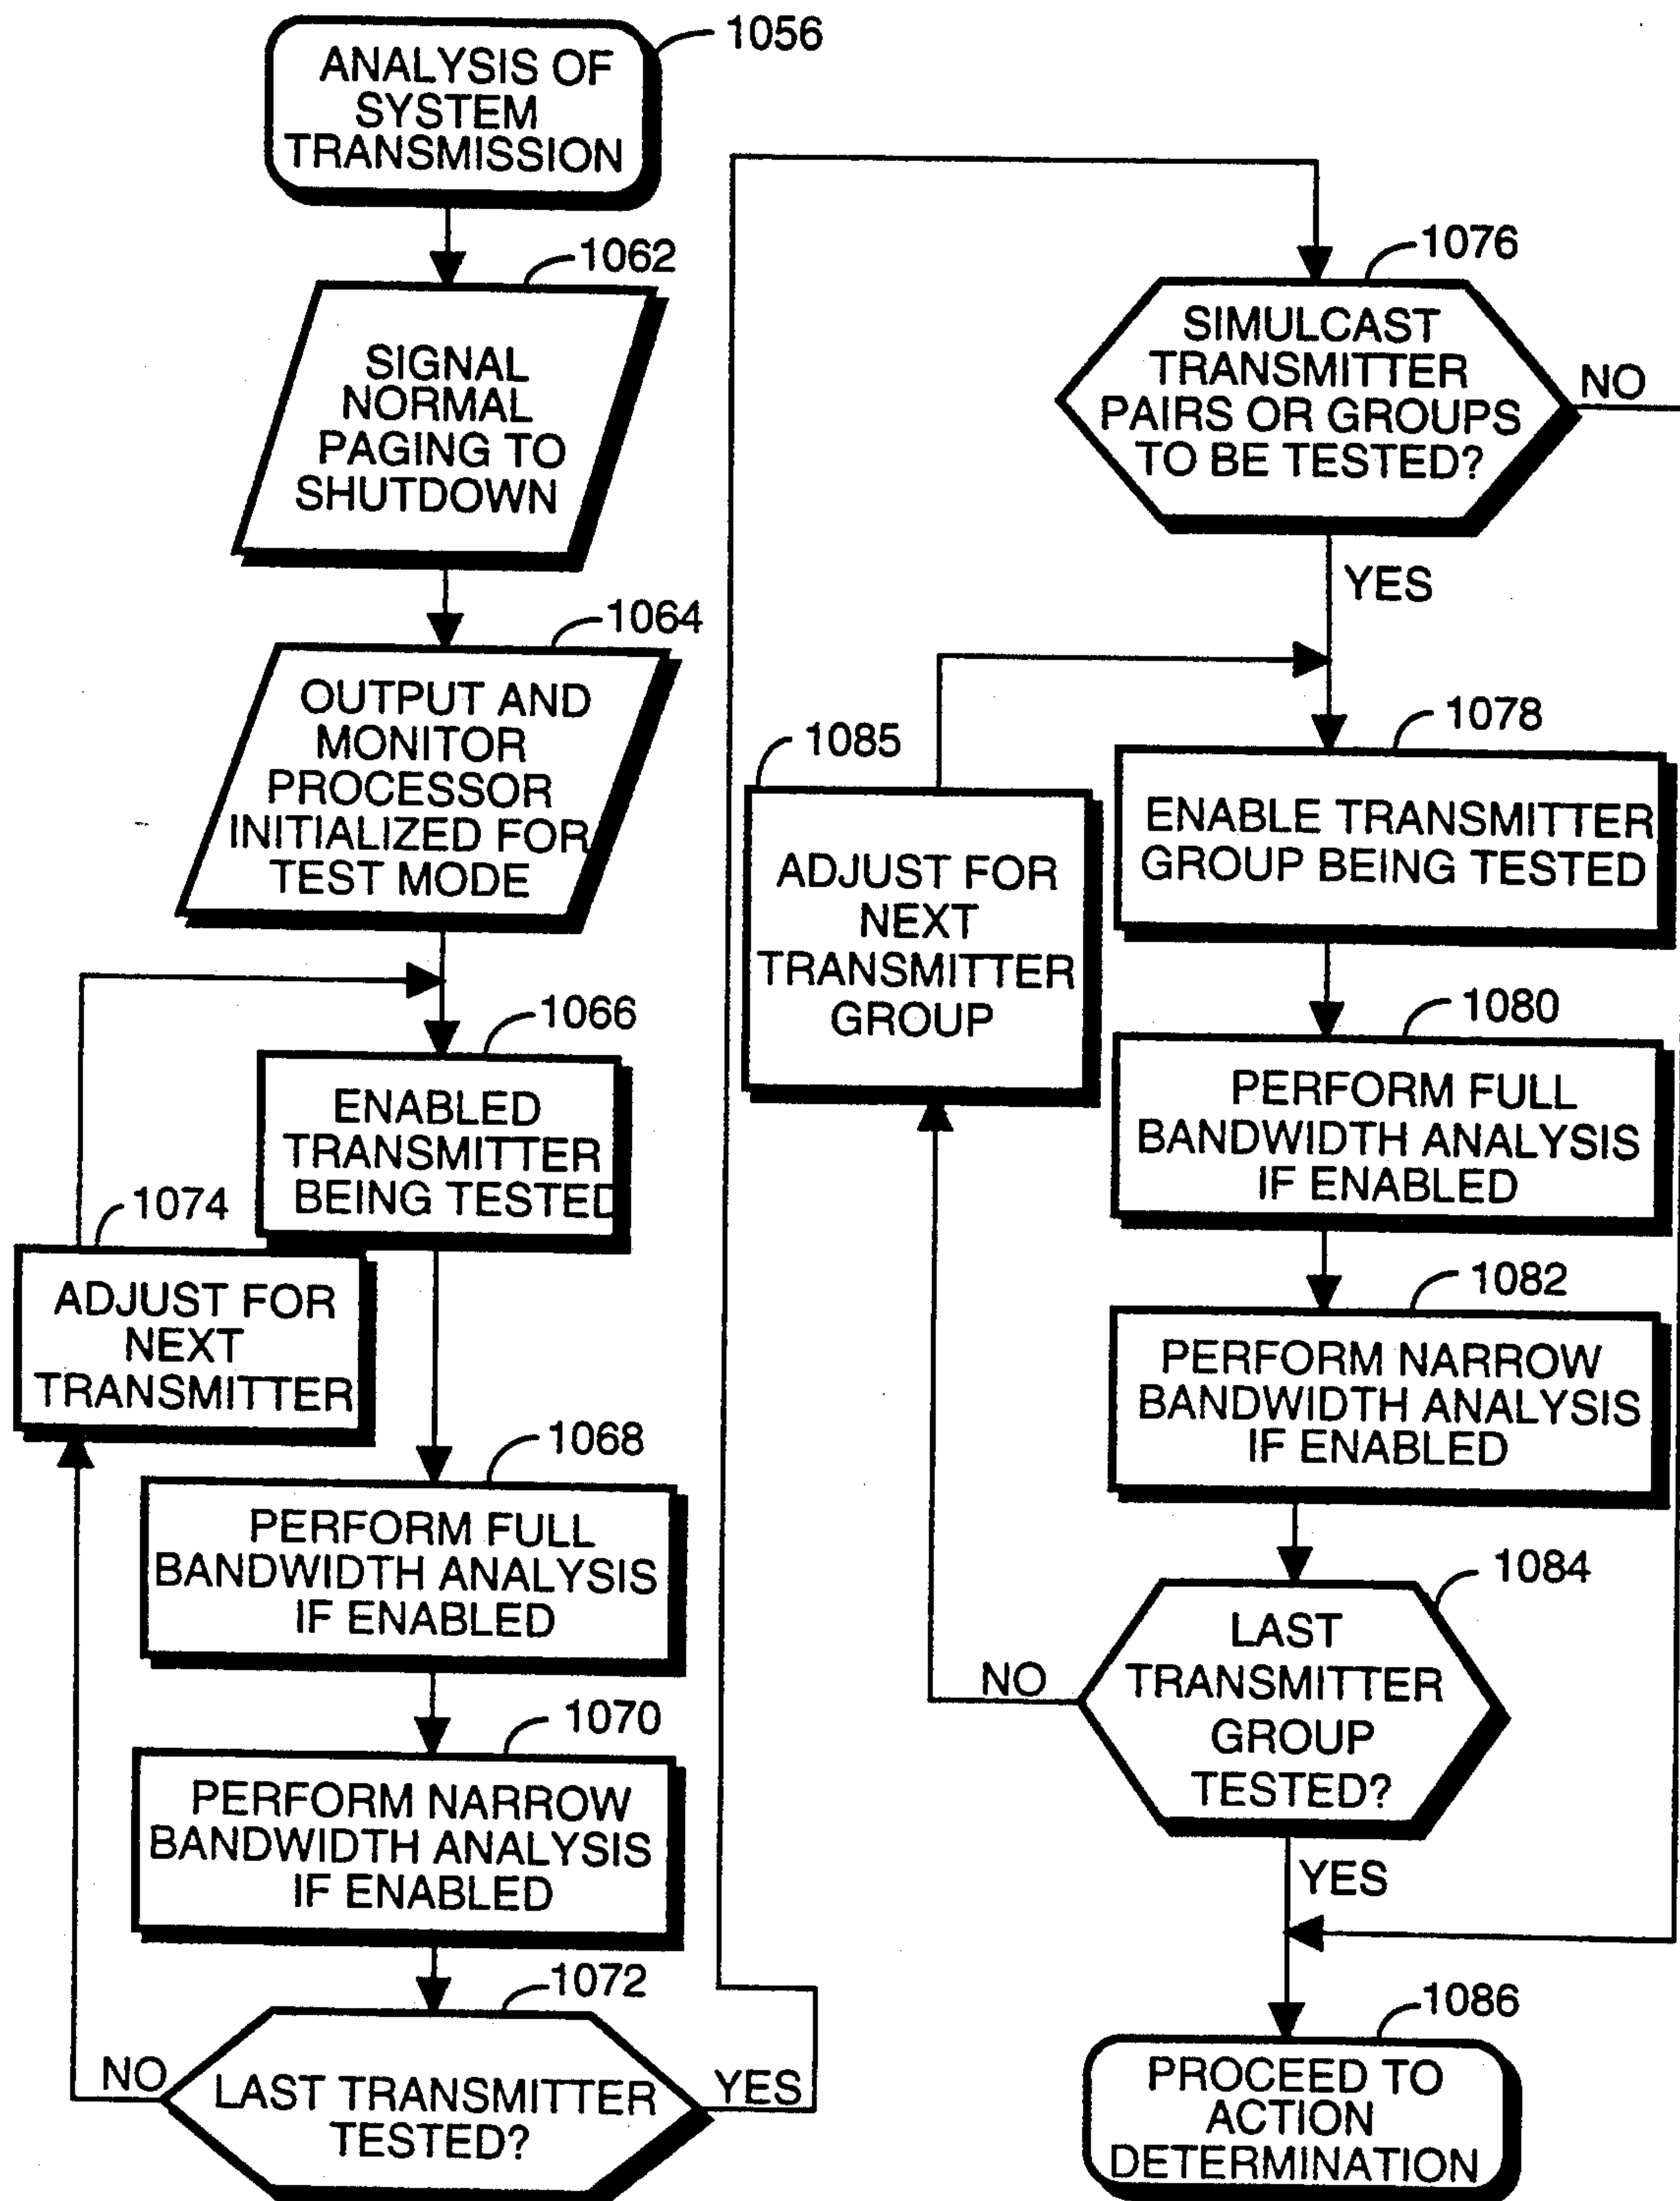 1056
ANALYSIS OF
SYSTEM
TRANSMISSION
1062
SIGNAL
NORMAL
PAGING TO
SHUTDOWN
1064
OUTPUT AND
MONITOR
PROCESSOR
INITIALIZED FOR
TEST MODE
1066
ENABLED
TRANSMITTER
BEING TESTED
1074
ADJUST FOR
NEXT
TRANSMITTER
1068
PERFORM FULL
BANDWIDTH ANALYSIS
IF ENABLED
1070
PERFORM NARROW
BANDWIDTH ANALYSIS
IF ENABLED
1072
NO
LAST TRANSMITTER
TESTED?
YES
1076
SIMULCAST
TRANSMITTER
PAIRS OR GROUPS
TO BE TESTED?
NO
YES
1078
ENABLE TRANSMITTER
GROUP BEING TESTED
1085
ADJUST FOR
NEXT
TRANSMITTER
GROUP
1080
PERFORM FULL
BANDWIDTH ANALYSIS
IF ENABLED
1082
PERFORM NARROW
BANDWIDTH ANALYSIS
IF ENABLED
1084
LAST
TRANSMITTER
GROUP
TESTED?
NO
YES
1086
PROCEED TO
ACTION
DETERMINATION